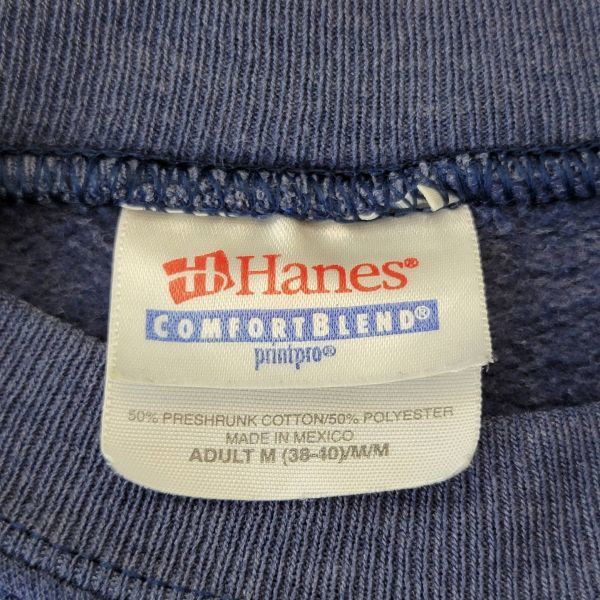 Hanes®
COMFORTBLEND®
printpro®
50% PRESHRUNK COTTON/50% POLYESTER
MADE IN MEXICO
ADULT M (38-40)/M/M